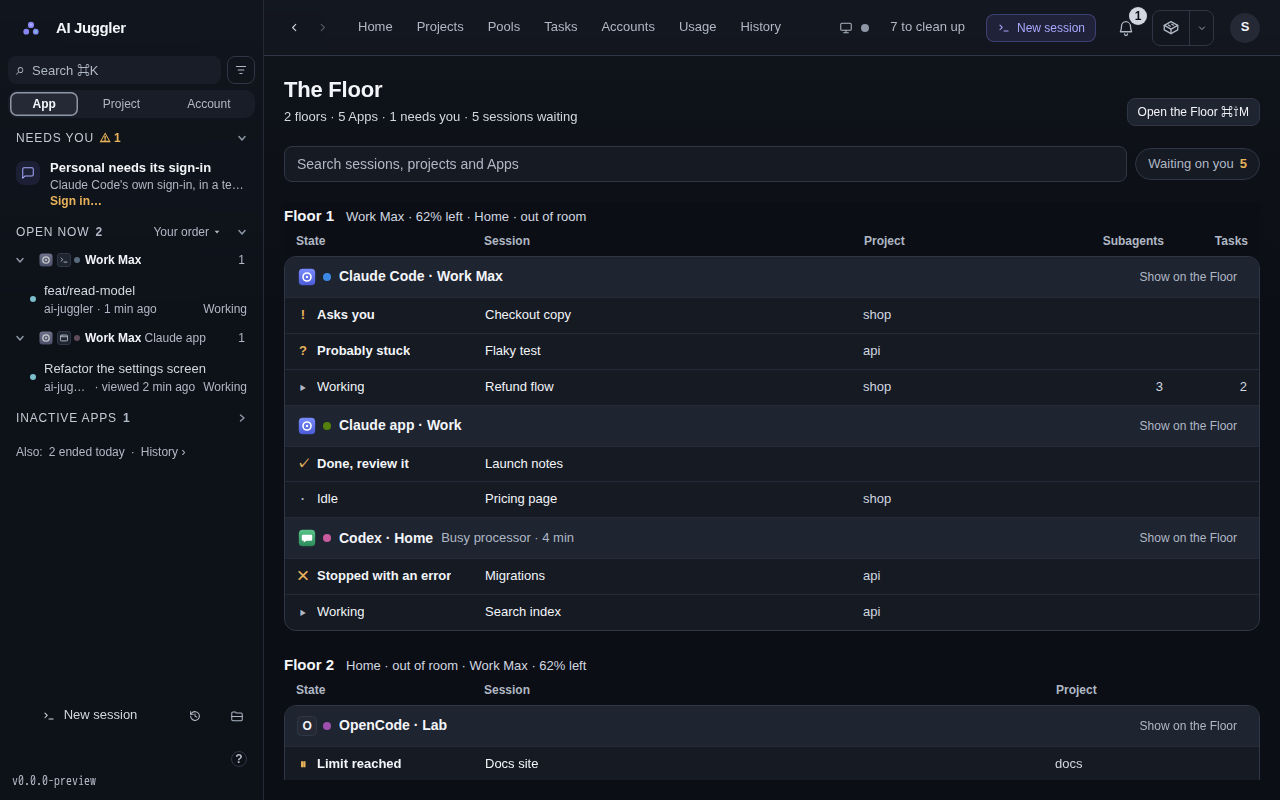 AI Juggler
Search ⌘K
App Project Account
NEEDS YOU ⚠ 1
Personal needs its sign-in
Claude Code's own sign-in, in a te…
Sign in…
OPEN NOW 2 Your order
Work Max 1
feat/read-model
ai-juggler · 1 min ago Working
Work Max Claude app 1
Refactor the settings screen
ai-jug… · viewed 2 min ago Working
INACTIVE APPS 1
Also: 2 ended today · History ›
New session
?
v0.0.0-preview
Home Projects Pools Tasks Accounts Usage History
7 to clean up
New session
1
S
The Floor
2 floors · 5 Apps · 1 needs you · 5 sessions waiting
Open the Floor ⌘⇧M
Search sessions, projects and Apps
Waiting on you 5
Floor 1 Work Max · 62% left · Home · out of room
State Session Project Subagents Tasks
Claude Code · Work Max Show on the Floor
! Asks you Checkout copy shop
? Probably stuck Flaky test api
▸ Working Refund flow shop 3 2
Claude app · Work Show on the Floor
✓ Done, review it Launch notes
· Idle Pricing page shop
Codex · Home Busy processor · 4 min Show on the Floor
✕ Stopped with an error Migrations api
▸ Working Search index api
Floor 2 Home · out of room · Work Max · 62% left
State Session Project
O OpenCode · Lab Show on the Floor
Limit reached Docs site docs